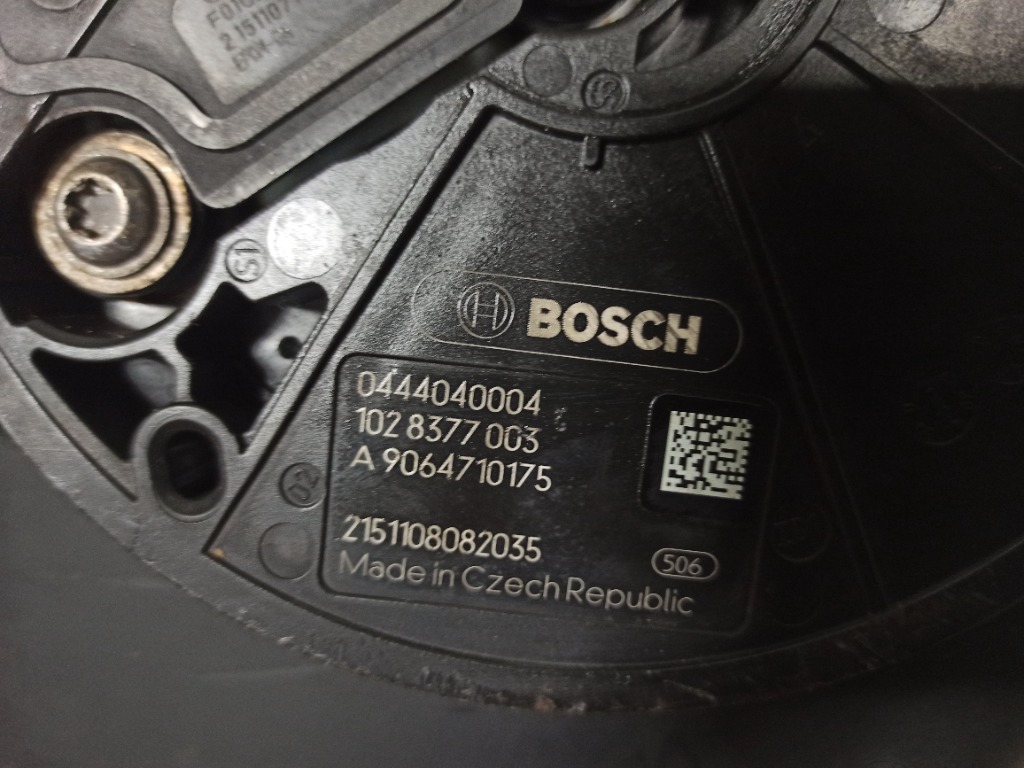 BOSCH
0444040004
102 8377 003
A 9064710175
2151108082035
506
Made in Czech Republic